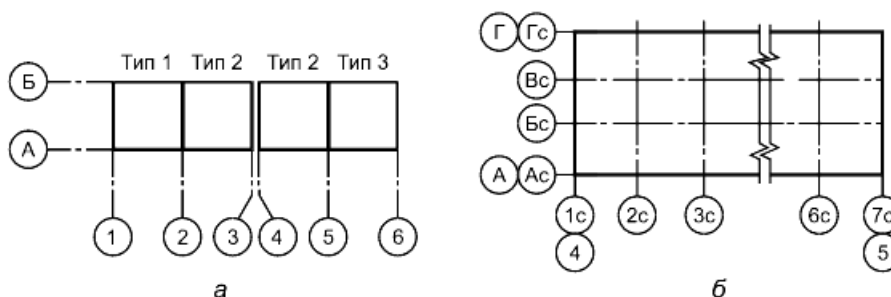 Тип 1 Тип 2 Тип 2 Тип 3
Б
А
1 2 3 4 5 6
а
Г Гс
Вс
Бс
А Ас
1с 2с 3с 6с 7с
4 5
б